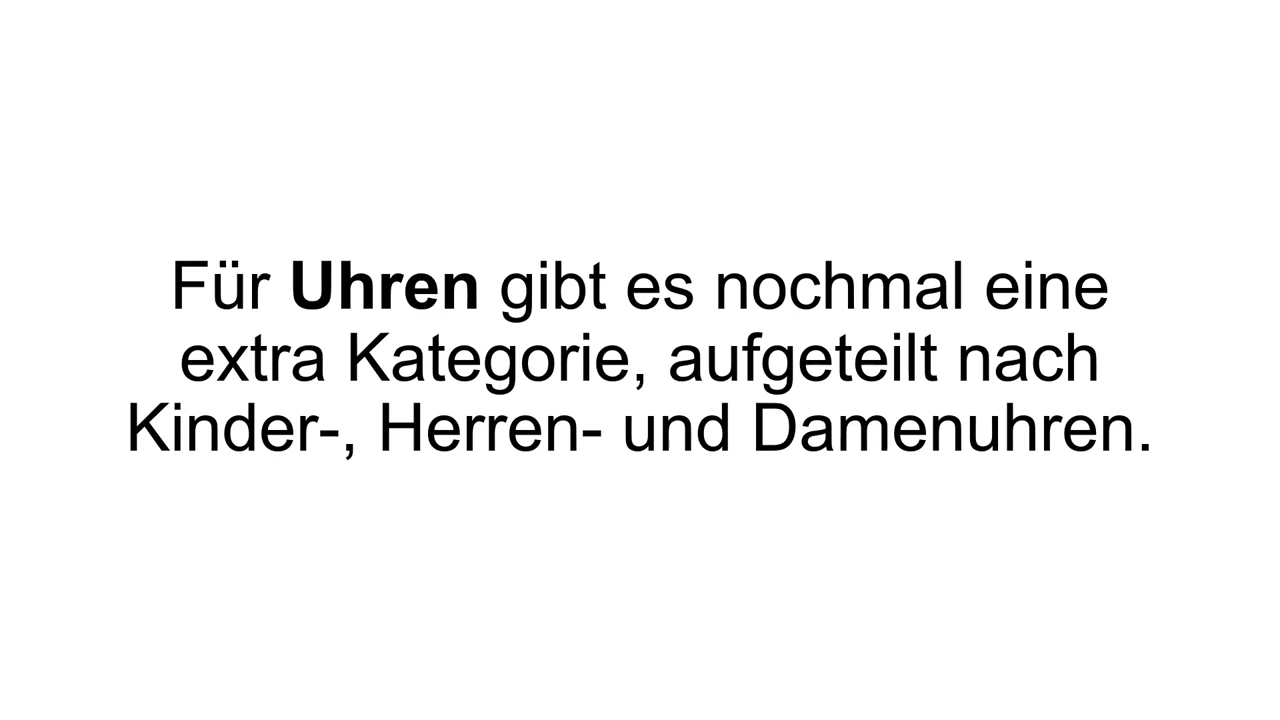 Für Uhren gibt es nochmal eine
extra Kategorie, aufgeteilt nach
Kinder-, Herren- und Damenuhren.